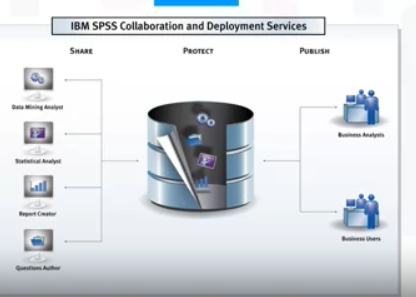 IBM SPSS Collaboration and Deployment Services
SHARE
PROTECT
PUBLISH
Data Mining Analyst
Statistical Analyst
Report Creator
Questions Author
Business Analysts
Business Users